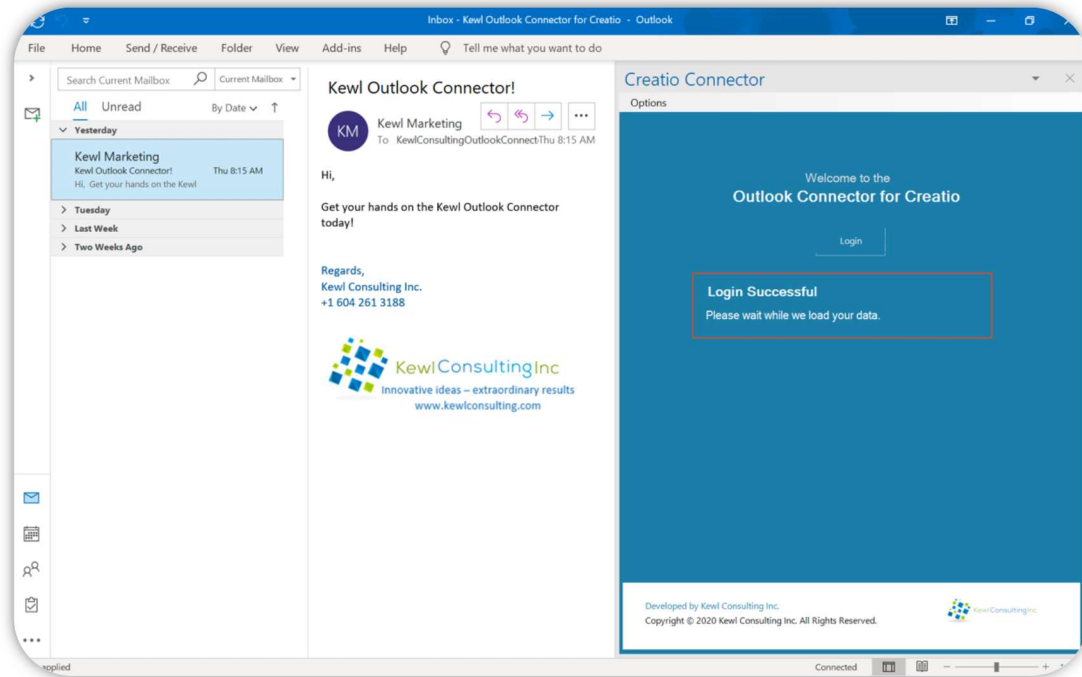 Inbox - Kewl Outlook Connector for Creatio - Outlook
File Home Send / Receive Folder View Add-ins Help Tell me what you want to do
Search Current Mailbox Current Mailbox
All Unread By Date
Yesterday
Kewl Marketing
Kewl Outlook Connector! Thu 8:15 AM
Hi, Get your hands on the Kewl
Tuesday
Last Week
Two Weeks Ago
Kewl Outlook Connector!
KM
Kewl Marketing
To KewlConsultingOutlookConnect Thu 8:15 AM
Hi,
Get your hands on the Kewl Outlook Connector
today!
Regards,
Kewl Consulting Inc.
+1 604 261 3188
KewlConsultingInc
Innovative ideas – extraordinary results
www.kewlconsulting.com
Creatio Connector
Options
Welcome to the
Outlook Connector for Creatio
Login
Login Successful
Please wait while we load your data.
Developed by Kewl Consulting Inc.
Copyright © 2020 Kewl Consulting Inc. All Rights Reserved.
KewlConsultingInc
Connected